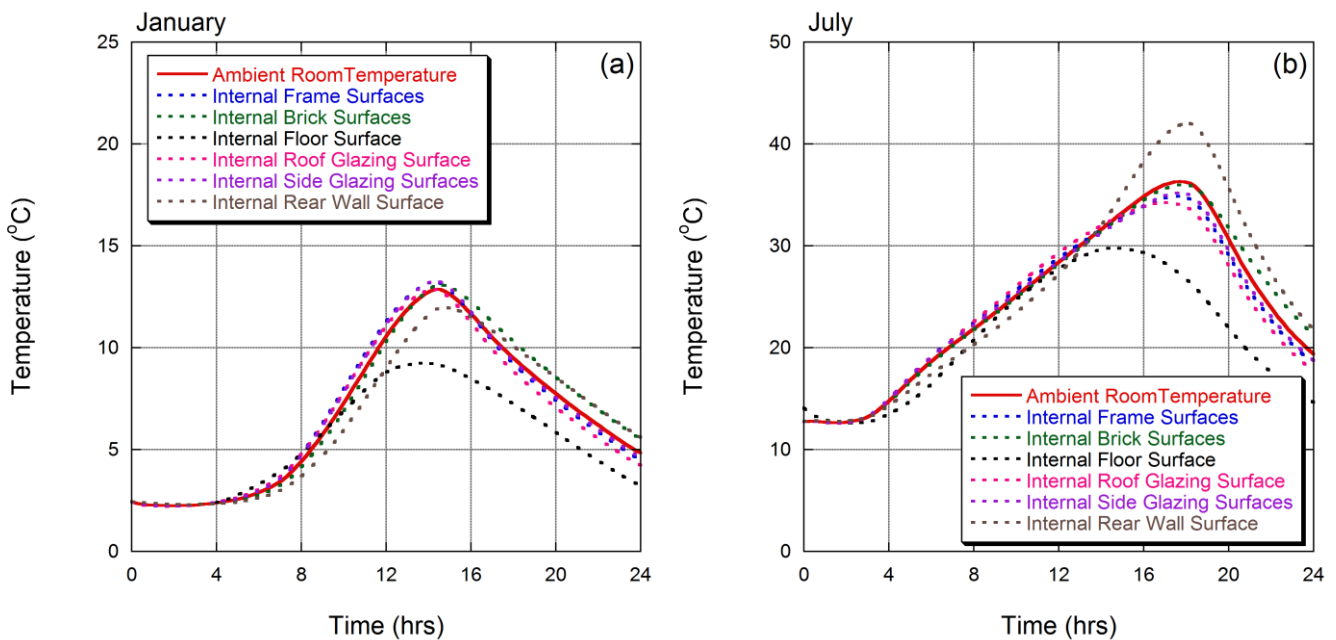 January
(a)
25
20
15
10
5
0
Temperature (°C)
Ambient RoomTemperature
Internal Frame Surfaces
Internal Brick Surfaces
Internal Floor Surface
Internal Roof Glazing Surface
Internal Side Glazing Surfaces
Internal Rear Wall Surface
0 4 8 12 16 20 24
Time (hrs)
July
(b)
50
40
30
20
10
0
Temperature (°C)
Ambient RoomTemperature
Internal Frame Surfaces
Internal Brick Surfaces
Internal Floor Surface
Internal Roof Glazing Surface
Internal Side Glazing Surfaces
Internal Rear Wall Surface
0 4 8 12 16 20 24
Time (hrs)